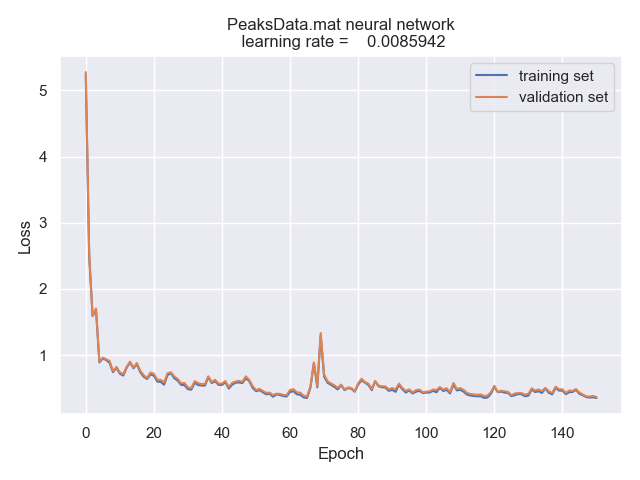 PeaksData.mat neural network
learning rate = 0.0085942
training set
validation set
5
4
3
2
1
Loss
0 20 40 60 80 100 120 140
Epoch